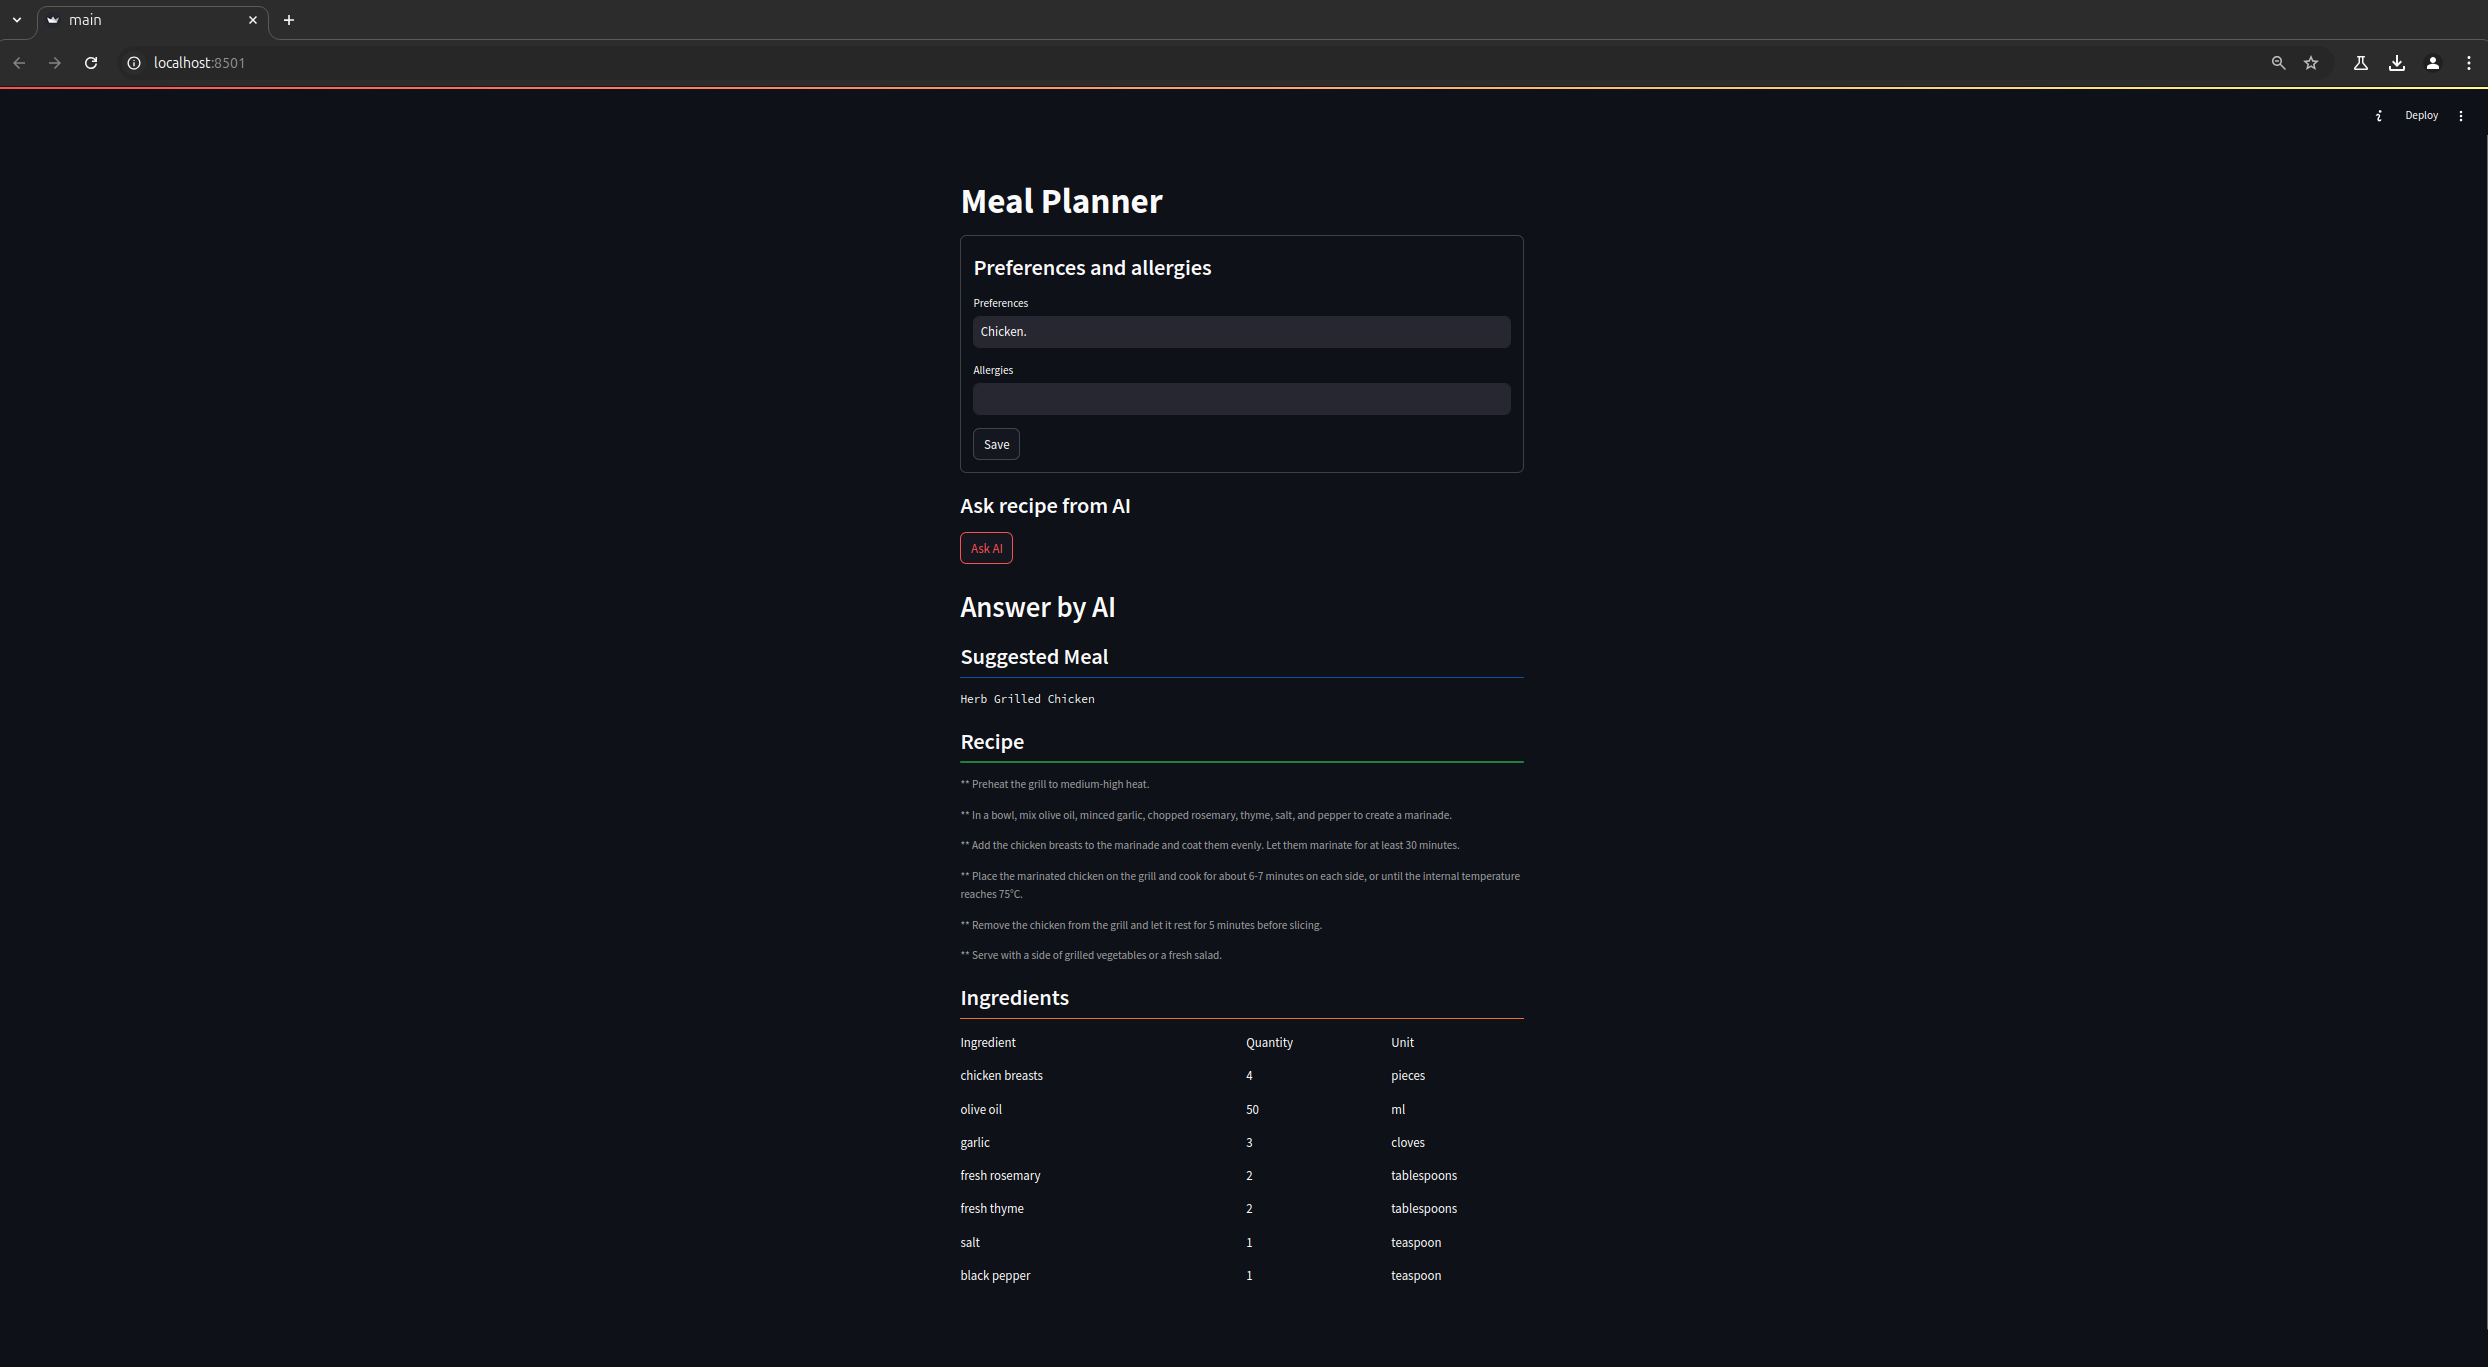 main
localhost:8501
Deploy
Meal Planner
Preferences and allergies
Preferences
Chicken.
Allergies
Save
Ask recipe from AI
Ask AI
Answer by AI
Suggested Meal
Herb Grilled Chicken
Recipe
** Preheat the grill to medium-high heat.
** In a bowl, mix olive oil, minced garlic, chopped rosemary, thyme, salt, and pepper to create a marinade.
** Add the chicken breasts to the marinade and coat them evenly. Let them marinate for at least 30 minutes.
** Place the marinated chicken on the grill and cook for about 6-7 minutes on each side, or until the internal temperature
reaches 75°C.
** Remove the chicken from the grill and let it rest for 5 minutes before slicing.
** Serve with a side of grilled vegetables or a fresh salad.
Ingredients
Ingredient Quantity Unit
chicken breasts 4 pieces
olive oil 50 ml
garlic 3 cloves
fresh rosemary 2 tablespoons
fresh thyme 2 tablespoons
salt 1 teaspoon
black pepper 1 teaspoon